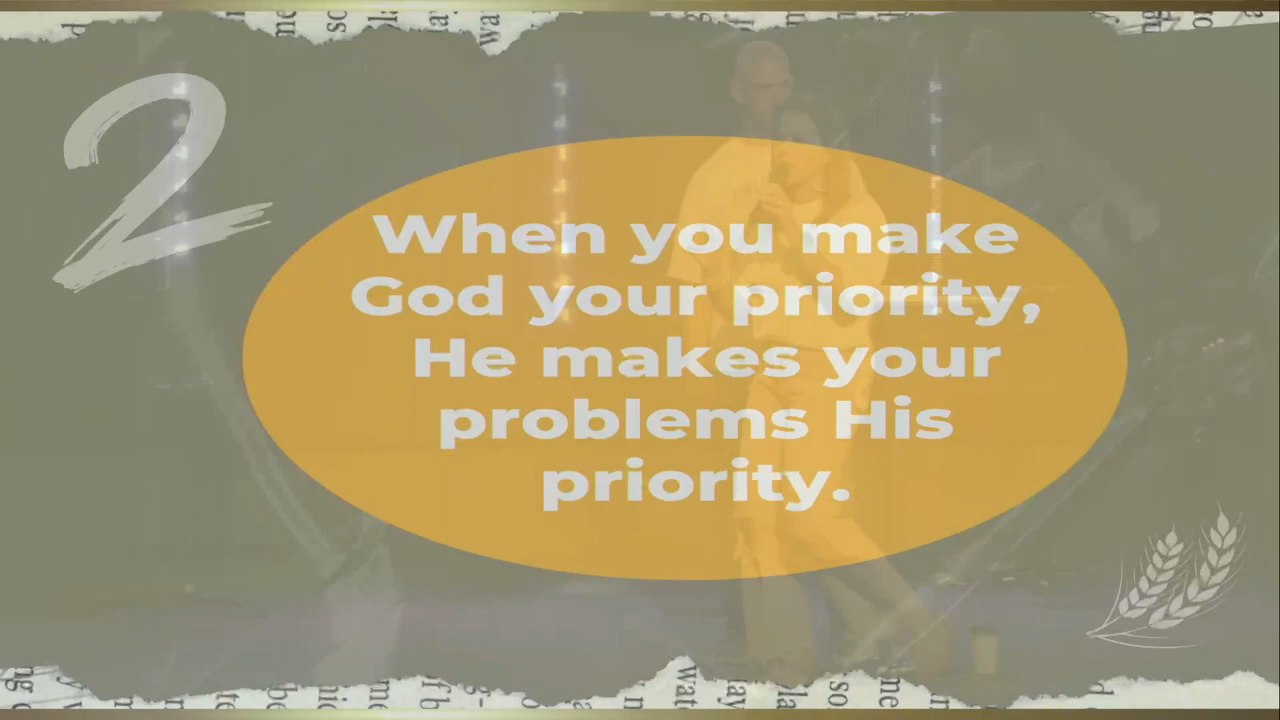 2
When you make
God your priority,
He makes your
problems His
priority.